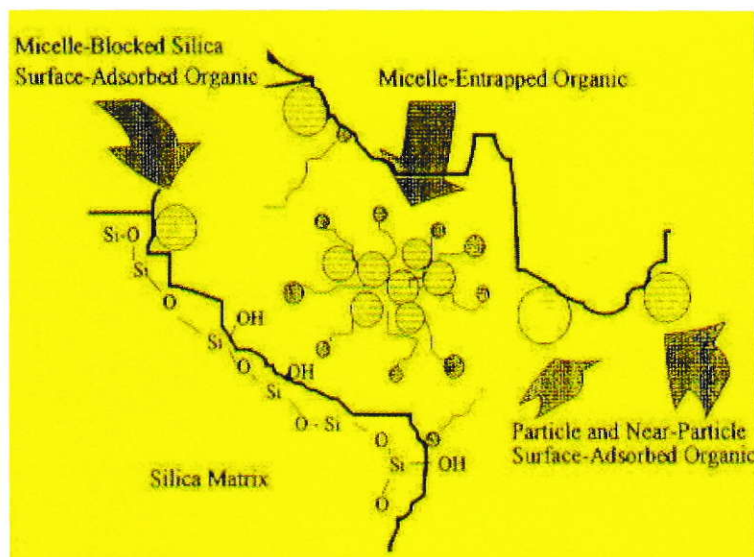 Micelle-Blocked Silica
Surface-Adsorbed Organic
Micelle-Entrapped Organic
Si-O
Si
O
OH
Si
O
OH
Si
O - Si
O
Si
OH
O
Particle and Near-Particle
Surface-Adsorbed Organic
Silica Matrix